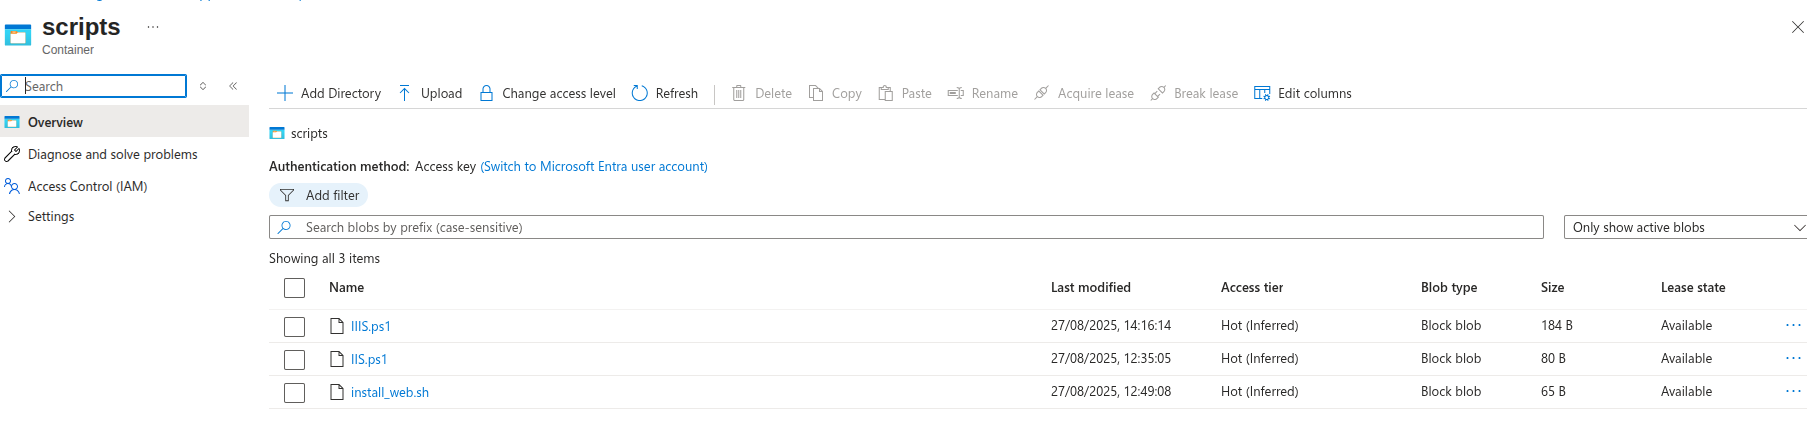 scripts ...
Container
Search
Add Directory Upload Change access level Refresh Delete Copy Paste Rename Acquire lease Break lease Edit columns
Overview
Diagnose and solve problems
Access Control (IAM)
Settings
scripts
Authentication method: Access key (Switch to Microsoft Entra user account)
Add filter
Search blobs by prefix (case-sensitive) Only show active blobs
Showing all 3 items
Name Last modified Access tier Blob type Size Lease state
IIIS.ps1 27/08/2025, 14:16:14 Hot (Inferred) Block blob 184 B Available ...
IIS.ps1 27/08/2025, 12:35:05 Hot (Inferred) Block blob 80 B Available ...
install_web.sh 27/08/2025, 12:49:08 Hot (Inferred) Block blob 65 B Available ...